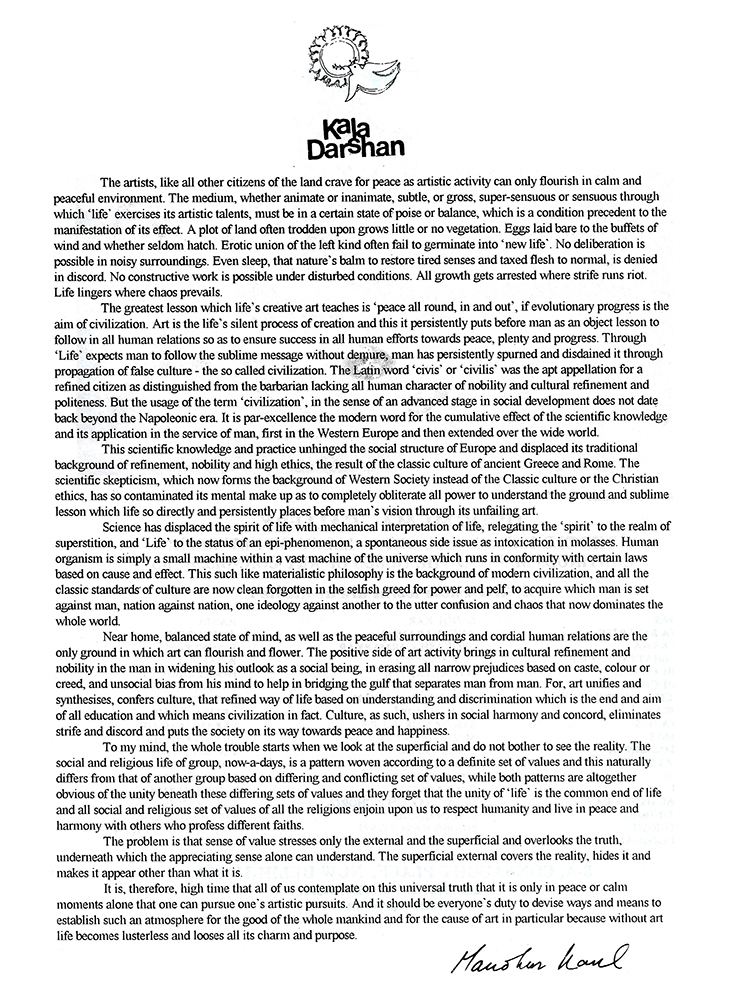 Kala
Darshan
The artists, like all other citizens of the land crave for peace as artistic activity can only flourish in calm and
peaceful environment. The medium, whether animate or inanimate, subtle, or gross, super-sensuous or sensuous through
which 'life' exercises its artistic talents, must be in a certain state of poise or balance, which is a condition precedent to the
manifestation of its effect. A plot of land often trodden upon grows little or no vegetation. Eggs laid bare to the buffets of
wind and whether seldom hatch. Erotic union of the left kind often fail to germinate into 'new life'. No deliberation is
possible in noisy surroundings. Even sleep, that nature's balm to restore tired senses and taxed flesh to normal, is denied
in discord. No constructive work is possible under disturbed conditions. All growth gets arrested where strife runs riot.
Life lingers where chaos prevails.
The greatest lesson which life's creative art teaches is 'peace all round, in and out', if evolutionary progress is the
aim of civilization. Art is the life's silent process of creation and this it persistently puts before man as an object lesson to
follow in all human relations so as to ensure success in all human efforts towards peace, plenty and progress. Through
'Life' expects man to follow the sublime message without demure, man has persistently spurned and disdained it through
propagation of false culture - the so called civilization. The Latin word 'civis' or 'civilis' was the apt appellation for a
refined citizen as distinguished from the barbarian lacking all human character of nobility and cultural refinement and
politeness. But the usage of the term 'civilization', in the sense of an advanced stage in social development does not date
back beyond the Napoleonic era. It is par-excellence the modern word for the cumulative effect of the scientific knowledge
and its application in the service of man, first in the Western Europe and then extended over the wide world.
This scientific knowledge and practice unhinged the social structure of Europe and displaced its traditional
background of refinement, nobility and high ethics, the result of the classic culture of ancient Greece and Rome. The
scientific skepticism, which now forms the background of Western Society instead of the Classic culture or the Christian
ethics, has so contaminated its mental make up as to completely obliterate all power to understand the ground and sublime
lesson which life so directly and persistently places before man's vision through its unfailing art.
Science has displaced the spirit of life with mechanical interpretation of life, relegating the 'spirit' to the realm of
superstition, and 'Life' to the status of an epi-phenomenon, a spontaneous side issue as intoxication in molasses. Human
organism is simply a small machine within a vast machine of the universe which runs in conformity with certain laws
based on cause and effect. This such like materialistic philosophy is the background of modern civilization, and all the
classic standards of culture are now clean forgotten in the selfish greed for power and pelf, to acquire which man is set
against man, nation against nation, one ideology against another to the utter confusion and chaos that now dominates the
whole world.
Near home, balanced state of mind, as well as the peaceful surroundings and cordial human relations are the
only ground in which art can flourish and flower. The positive side of art activity brings in cultural refinement and
nobility in the man in widening his outlook as a social being, in erasing all narrow prejudices based on caste, colour or
creed, and unsocial bias from his mind to help in bridging the gulf that separates man from man. For, art unifies and
synthesises, confers culture, that refined way of life based on understanding and discrimination which is the end and aim
of all education and which means civilization in fact. Culture, as such, ushers in social harmony and concord, eliminates
strife and discord and puts the society on its way towards peace and happiness.
To my mind, the whole trouble starts when we look at the superficial and do not bother to see the reality. The
social and religious life of group, now-a-days, is a pattern woven according to a definite set of values and this naturally
differs from that of another group based on differing and conflicting set of values, while both patterns are altogether
obvious of the unity beneath these differing sets of values and they forget that the unity of 'life' is the common end of life
and all social and religious set of values of all the religions enjoin upon us to respect humanity and live in peace and
harmony with others who profess different faiths.
The problem is that sense of value stresses only the external and the superficial and overlooks the truth,
underneath which the appreciating sense alone can understand. The superficial external covers the reality, hides it and
makes it appear other than what it is.
It is, therefore, high time that all of us contemplate on this universal truth that it is only in peace or calm
moments alone that one can pursue one's artistic pursuits. And it should be everyone's duty to devise ways and means to
establish such an atmosphere for the good of the whole mankind and for the cause of art in particular because without art
life becomes lusterless and looses all its charm and purpose.
Manohar Kaul